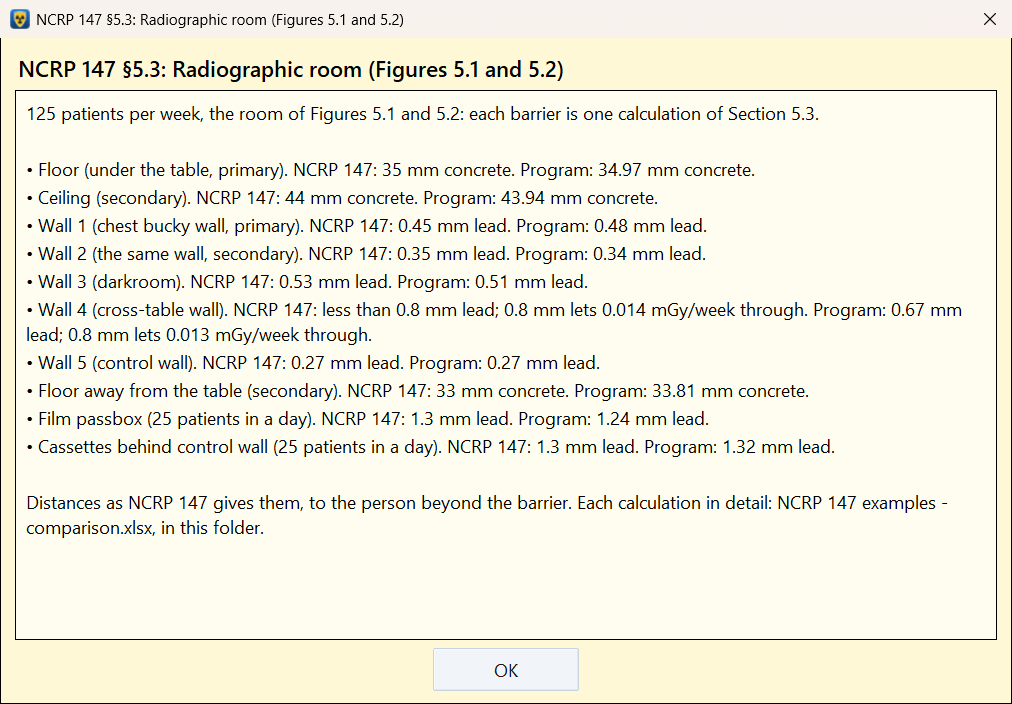 NCRP 147 §5.3: Radiographic room (Figures 5.1 and 5.2)
NCRP 147 §5.3: Radiographic room (Figures 5.1 and 5.2)
125 patients per week, the room of Figures 5.1 and 5.2: each barrier is one calculation of Section 5.3.
• Floor (under the table, primary). NCRP 147: 35 mm concrete. Program: 34.97 mm concrete.
• Ceiling (secondary). NCRP 147: 44 mm concrete. Program: 43.94 mm concrete.
• Wall 1 (chest bucky wall, primary). NCRP 147: 0.45 mm lead. Program: 0.48 mm lead.
• Wall 2 (the same wall, secondary). NCRP 147: 0.35 mm lead. Program: 0.34 mm lead.
• Wall 3 (darkroom). NCRP 147: 0.53 mm lead. Program: 0.51 mm lead.
• Wall 4 (cross-table wall). NCRP 147: less than 0.8 mm lead; 0.8 mm lets 0.014 mGy/week through. Program: 0.67 mm
lead; 0.8 mm lets 0.013 mGy/week through.
• Wall 5 (control wall). NCRP 147: 0.27 mm lead. Program: 0.27 mm lead.
• Floor away from the table (secondary). NCRP 147: 33 mm concrete. Program: 33.81 mm concrete.
• Film passbox (25 patients in a day). NCRP 147: 1.3 mm lead. Program: 1.24 mm lead.
• Cassettes behind control wall (25 patients in a day). NCRP 147: 1.3 mm lead. Program: 1.32 mm lead.
Distances as NCRP 147 gives them, to the person beyond the barrier. Each calculation in detail: NCRP 147 examples -
comparison.xlsx, in this folder.
OK